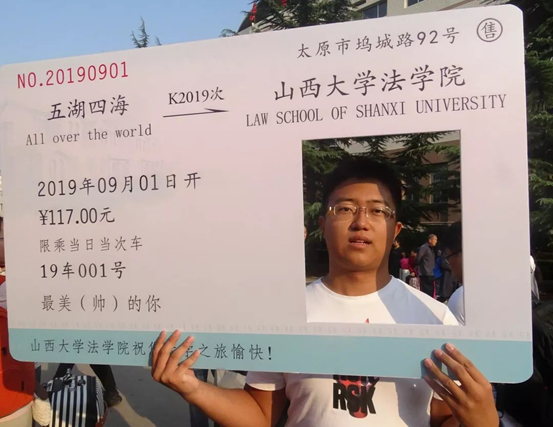 太原市坞城路92号 售
NO.20190901
五湖四海 K2019次 山西大学法学院
All over the world LAW SCHOOL OF SHANXI UNIVERSITY
2019年09月01日开
¥117.00元
限乘当日当次车
19车001号
最美（帅）的你
山西大学法学院祝 之旅愉快！
RSK